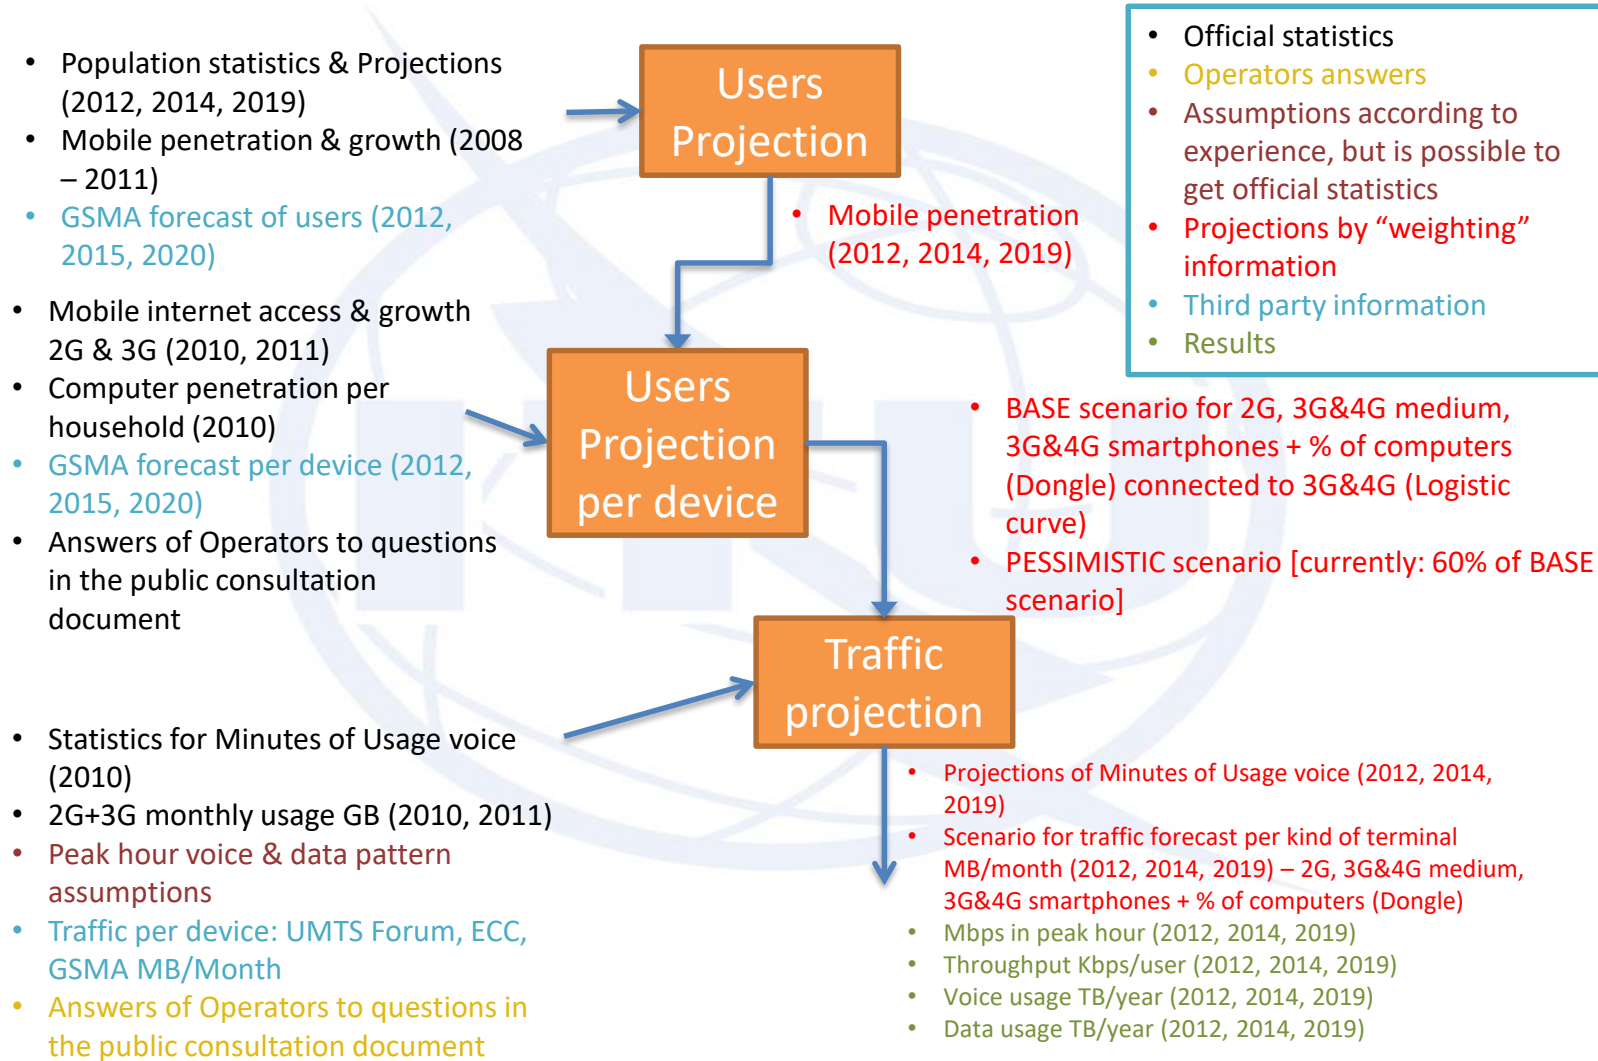 • Population statistics & Projections
(2012, 2014, 2019)
• Mobile penetration & growth (2008
– 2011)
• GSMA forecast of users (2012,
2015, 2020)
Users
Projection
• Mobile penetration
(2012, 2014, 2019)
• Official statistics
• Operators answers
• Assumptions according to
experience, but is possible to
get official statistics
• Projections by “weighting”
information
• Third party information
• Results
• Mobile internet access & growth
2G & 3G (2010, 2011)
• Computer penetration per
household (2010)
• GSMA forecast per device (2012,
2015, 2020)
• Answers of Operators to questions
in the public consultation
document
Users
Projection
per device
• BASE scenario for 2G, 3G&4G medium,
3G&4G smartphones + % of computers
(Dongle) connected to 3G&4G (Logistic
curve)
• PESSIMISTIC scenario [currently: 60% of BASE
scenario]
Traffic
projection
• Statistics for Minutes of Usage voice
(2010)
• 2G+3G monthly usage GB (2010, 2011)
• Peak hour voice & data pattern
assumptions
• Traffic per device: UMTS Forum, ECC,
GSMA MB/Month
• Answers of Operators to questions in
the public consultation document
• Projections of Minutes of Usage voice (2012, 2014,
2019)
• Scenario for traffic forecast per kind of terminal
MB/month (2012, 2014, 2019) – 2G, 3G&4G medium,
3G&4G smartphones + % of computers (Dongle)
• Mbps in peak hour (2012, 2014, 2019)
• Throughput Kbps/user (2012, 2014, 2019)
• Voice usage TB/year (2012, 2014, 2019)
• Data usage TB/year (2012, 2014, 2019)
ITU